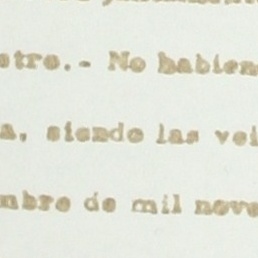 stro.- No habien
a, siendo las vei
mbre de mil nove